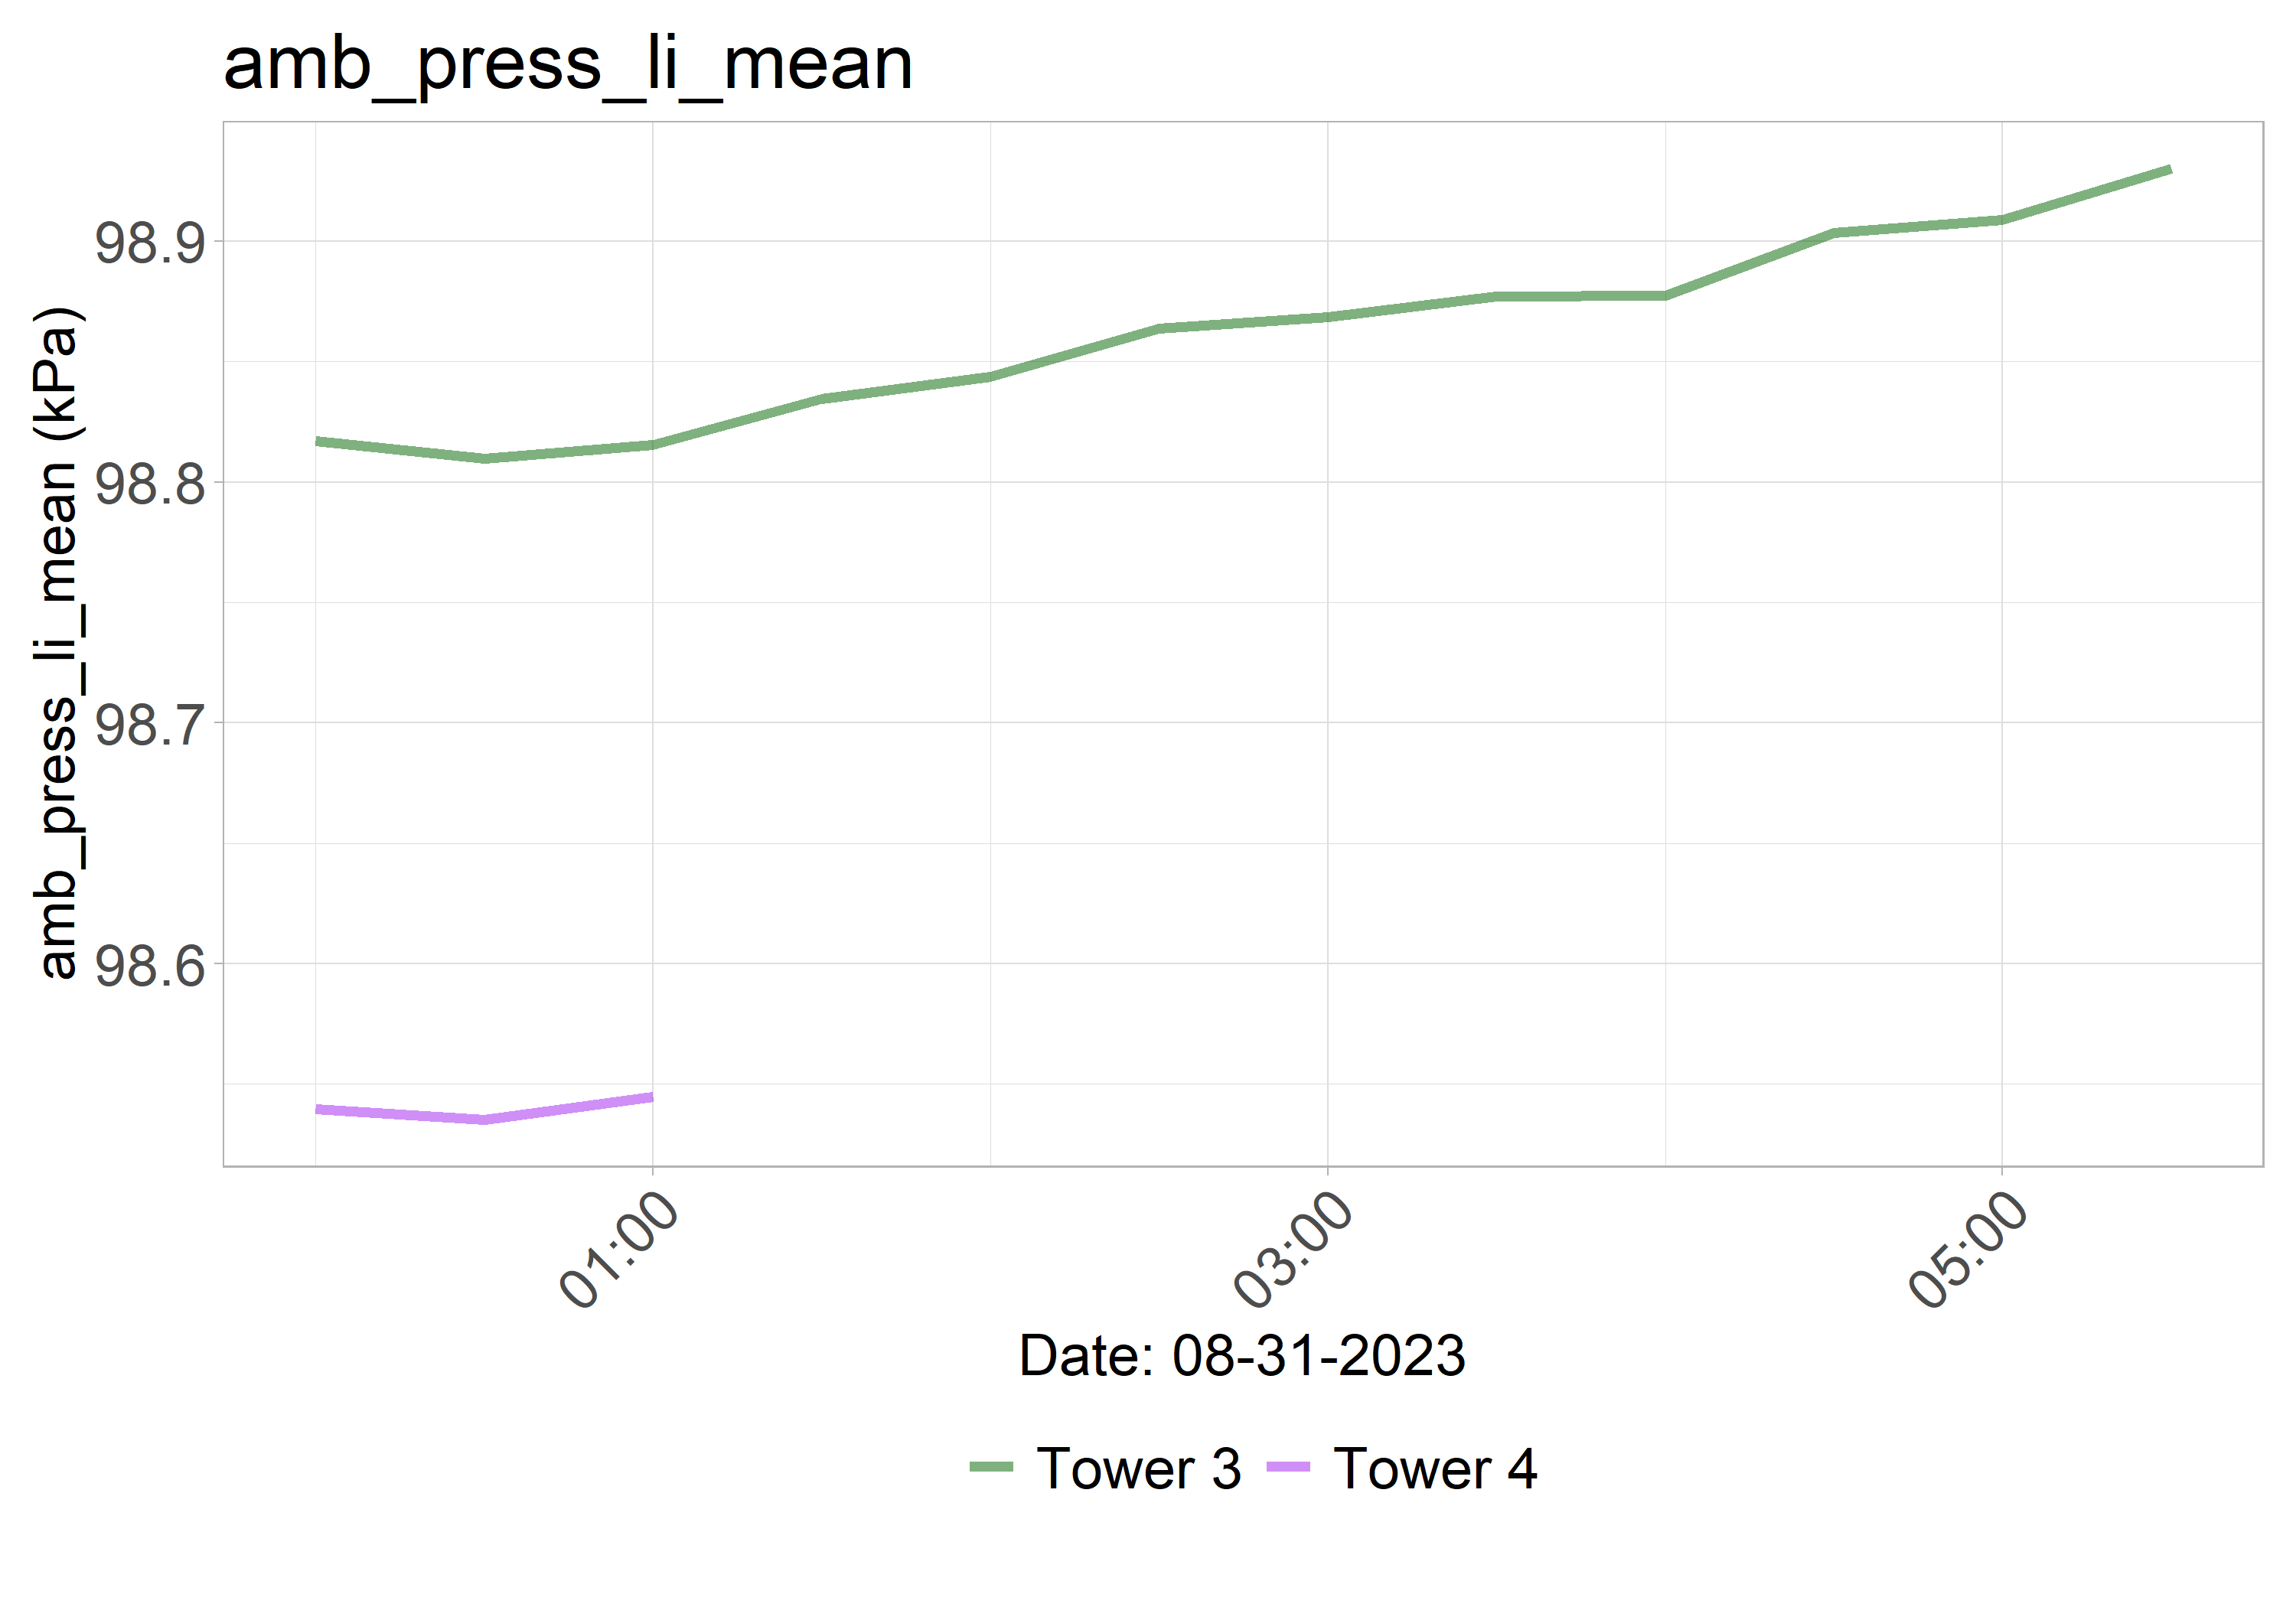 amb_press_li_mean
amb_press_li_mean (kPa)
98.9
98.8
98.7
98.6
01:00
03:00
05:00
Date: 08-31-2023
Tower 3
Tower 4